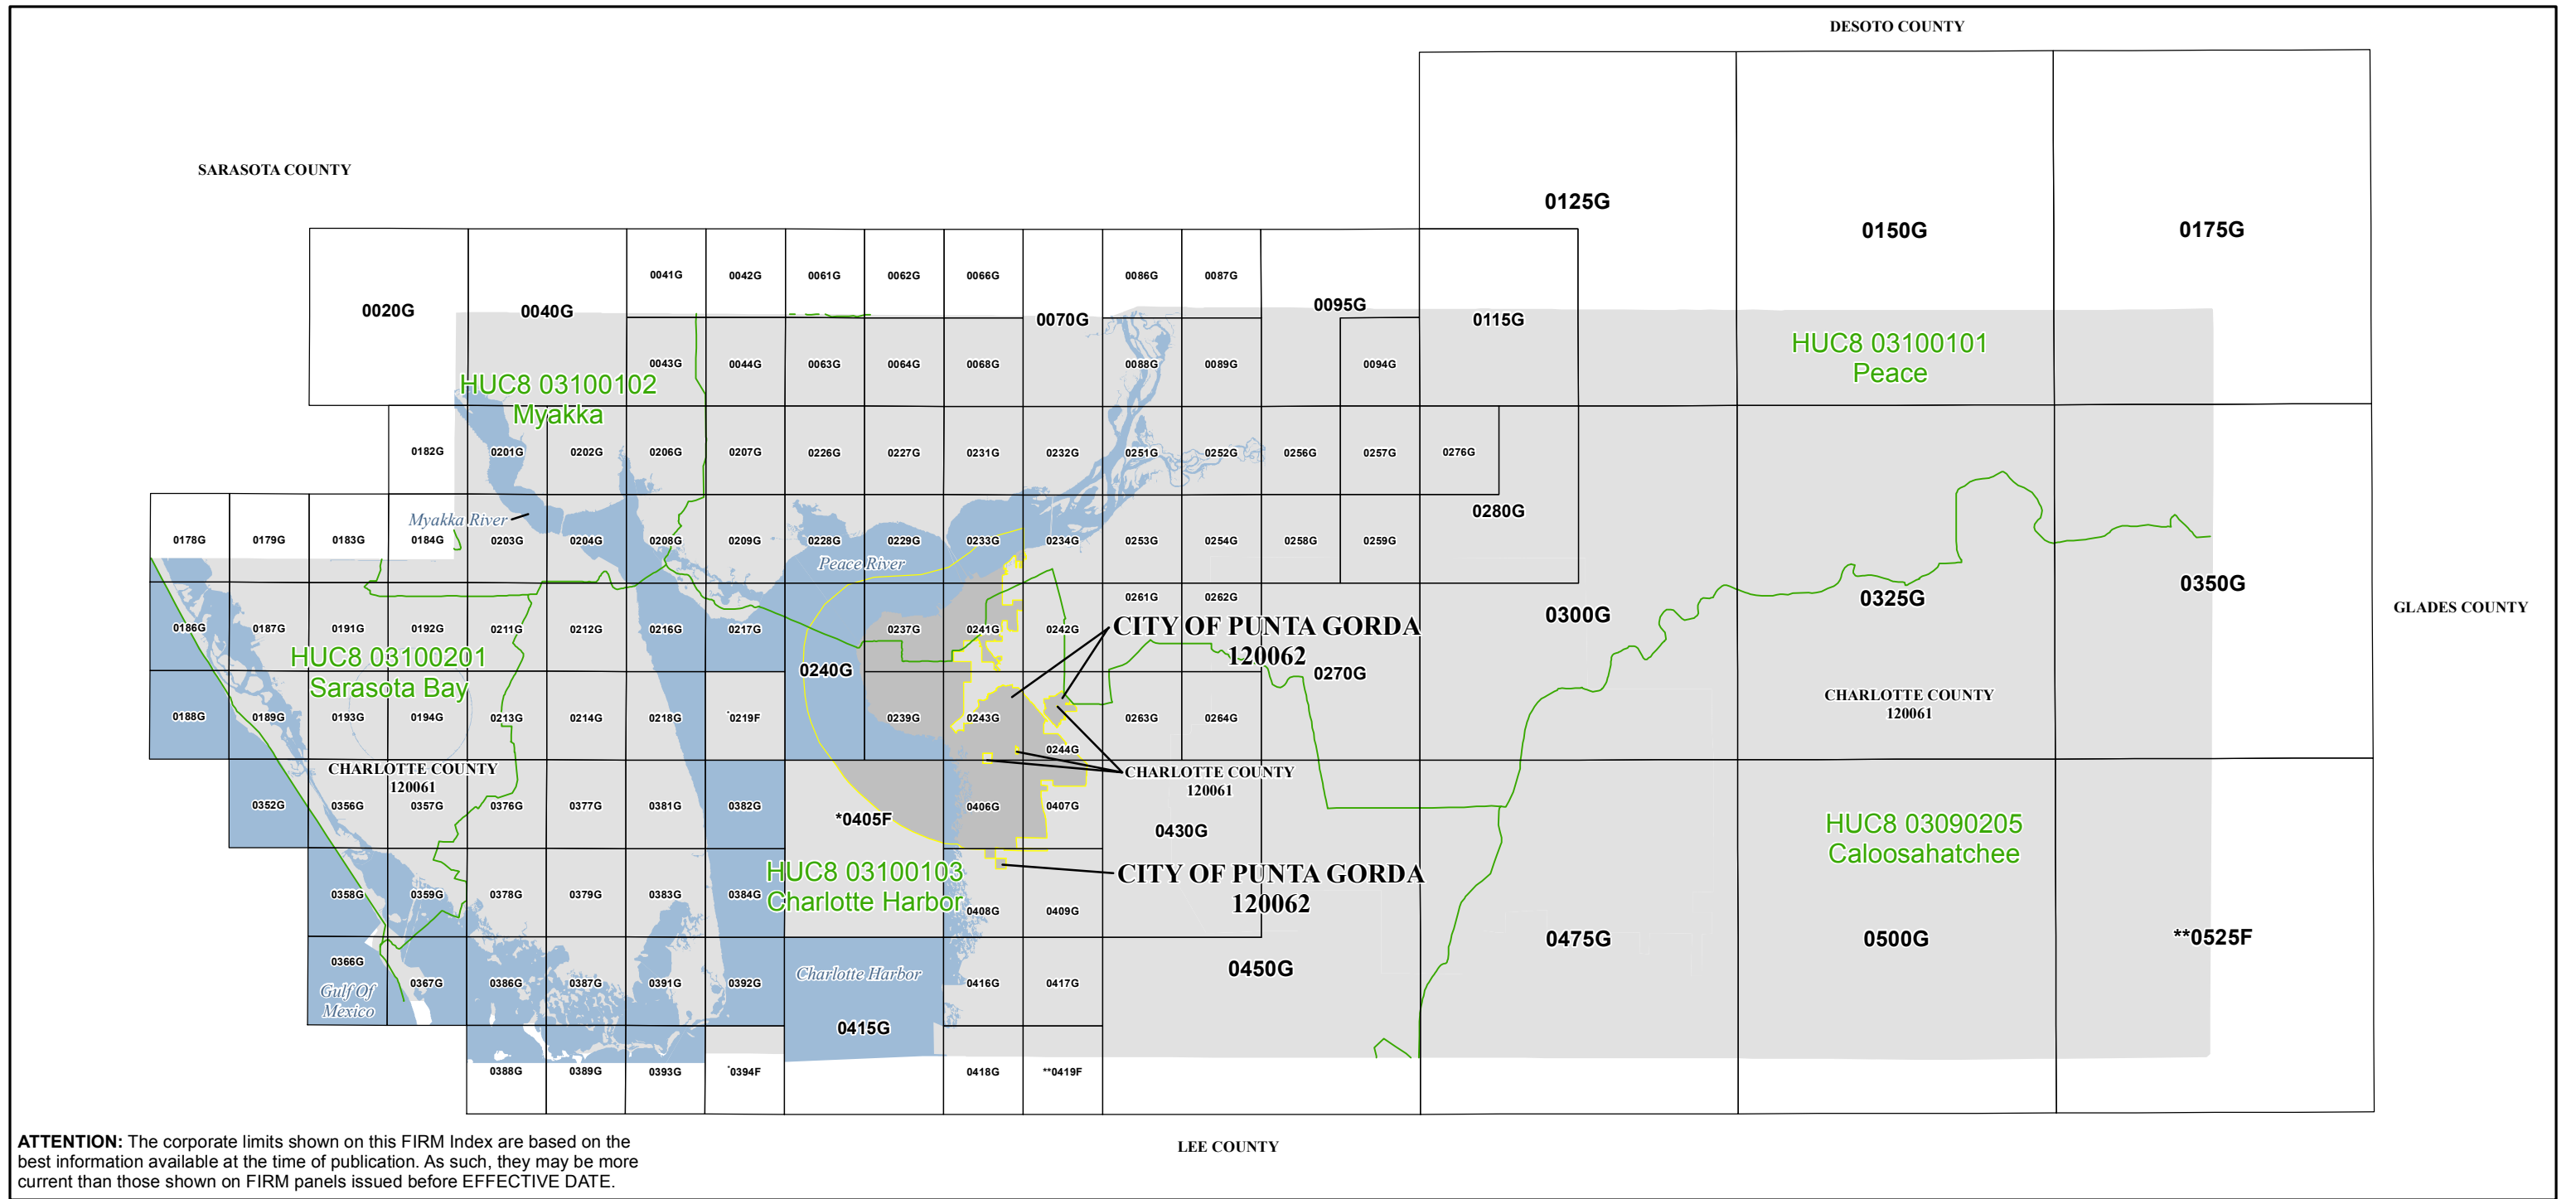 DESOTO COUNTY
SARASOTA COUNTY
0125G
0150G
0175G
0041G
0042G
0061G
0062G
0066G
0086G
0087G
0020G
0040G
0070G
0095G
0115G
HUC8 03100101
Peace
0043G
0044G
0063G
0064G
0068G
0088G
0089G
0094G
HUC8 03100102
Myakka
0182G
0201G
0202G
0206G
0207G
0226G
0227G
0231G
0232G
0251G
0252G
0256G
0257G
0276G
Myakka River
0280G
0178G
0179G
0183G
0184G
0203G
0204G
0208G
0209G
0228G
0229G
0233G
0234G
0253G
0254G
0258G
0259G
Peace River
0350G
0261G
0262G
0325G
GLADES COUNTY
0300G
0186G
0187G
0191G
0192G
0211G
0212G
0216G
0217G
0237G
0241G
0242G
CITY OF PUNTA GORDA
120062
HUC8 03100201
Sarasota Bay
0240G
0270G
CHARLOTTE COUNTY
120061
0188G
0189G
0193G
0194G
0213G
0214G
0218G
*0219F
0239G
0243G
0263G
0264G
0244G
CHARLOTTE COUNTY
120061
CHARLOTTE COUNTY
120061
0352G
0356G
0357G
0376G
0377G
0381G
0382G
*0405F
0406G
0407G
0430G
HUC8 03090205
Caloosahatchee
HUC8 03100103
Charlotte Harbor
CITY OF PUNTA GORDA
120062
0358G
0359G
0378G
0379G
0383G
0384G
0408G
0409G
0475G
0500G
**0525F
0366G
0450G
Charlotte Harbor
0367G
0386G
0387G
0391G
0392G
0416G
0417G
Gulf Of
Mexico
0415G
0388G
0389G
0393G
*0394F
0418G
**0419F
ATTENTION: The corporate limits shown on this FIRM Index are based on the
best information available at the time of publication. As such, they may be more
current than those shown on FIRM panels issued before EFFECTIVE DATE.
LEE COUNTY